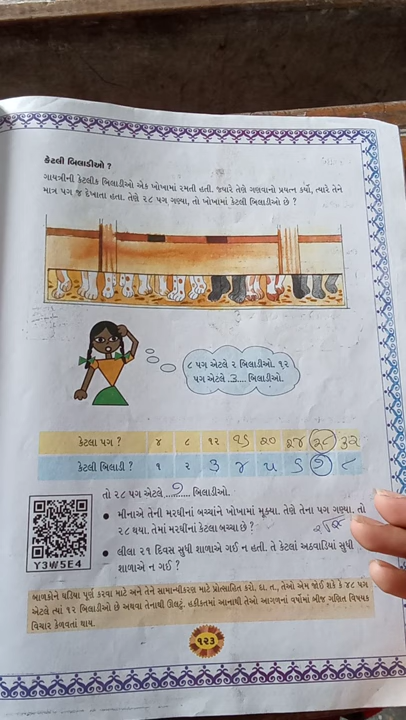 કેટલી બિલાડીઓ ?
ગાયત્રીની કેટલીક બિલાડીઓ એક ખોખામાં રમતી હતી. જ્યારે તેણે ગણવાનો પ્રયત્ન કર્યો, ત્યારે તેને
માત્ર પગ જ દેખાતા હતા. તેણે ૨૮ પગ ગણ્યા, તો ખોખામાં કેટલી બિલાડીઓ છે ?
૮ પગ એટલે ૨ બિલાડીઓ. ૧૨
પગ એટલે ..૩.... બિલાડીઓ.
કેટલા પગ ? ૪ ૮ ૧૨ ૧૬ ૨૦ ૨૪ ૨૮ ૩૨
કેટલી બિલાડી ? ૧ ૨ ૩ ૪ ૫ ૬ ૭ ૮
તો ૨૮ પગ એટલે ....૭..... બિલાડીઓ.
• મીનાએ તેની મરઘીનાં બચ્ચાંને ખોખામાં મૂક્યા. તેણે તેના પગ ગણ્યા. તો
૨૮ થયા. તેમાં મરઘીનાં કેટલા બચ્ચા છે ?
• લીલા ૨૧ દિવસ સુધી શાળાએ ગઈ ન હતી. તે કેટલાં અઠવાડિયાં સુધી
શાળાએ ન ગઈ ?
Y3W5E4
બાળકોને ઘડિયા પૂર્ણ કરવા માટે અને તેને સામાન્યીકરણ માટે પ્રોત્સાહિત કરો. દા. ત., તેઓ એમ જોઈ શકે કે ૪૮ પગ
એટલે ત્યાં ૧૨ બિલાડીઓ છે અથવા તેનાથી ઊલટું. હકીકતમાં આનાથી તેઓ આગળનાં વર્ષોમાં બીજ ગણિત વિષયક
વિચાર કેળવતાં થાય.
૧૨૩